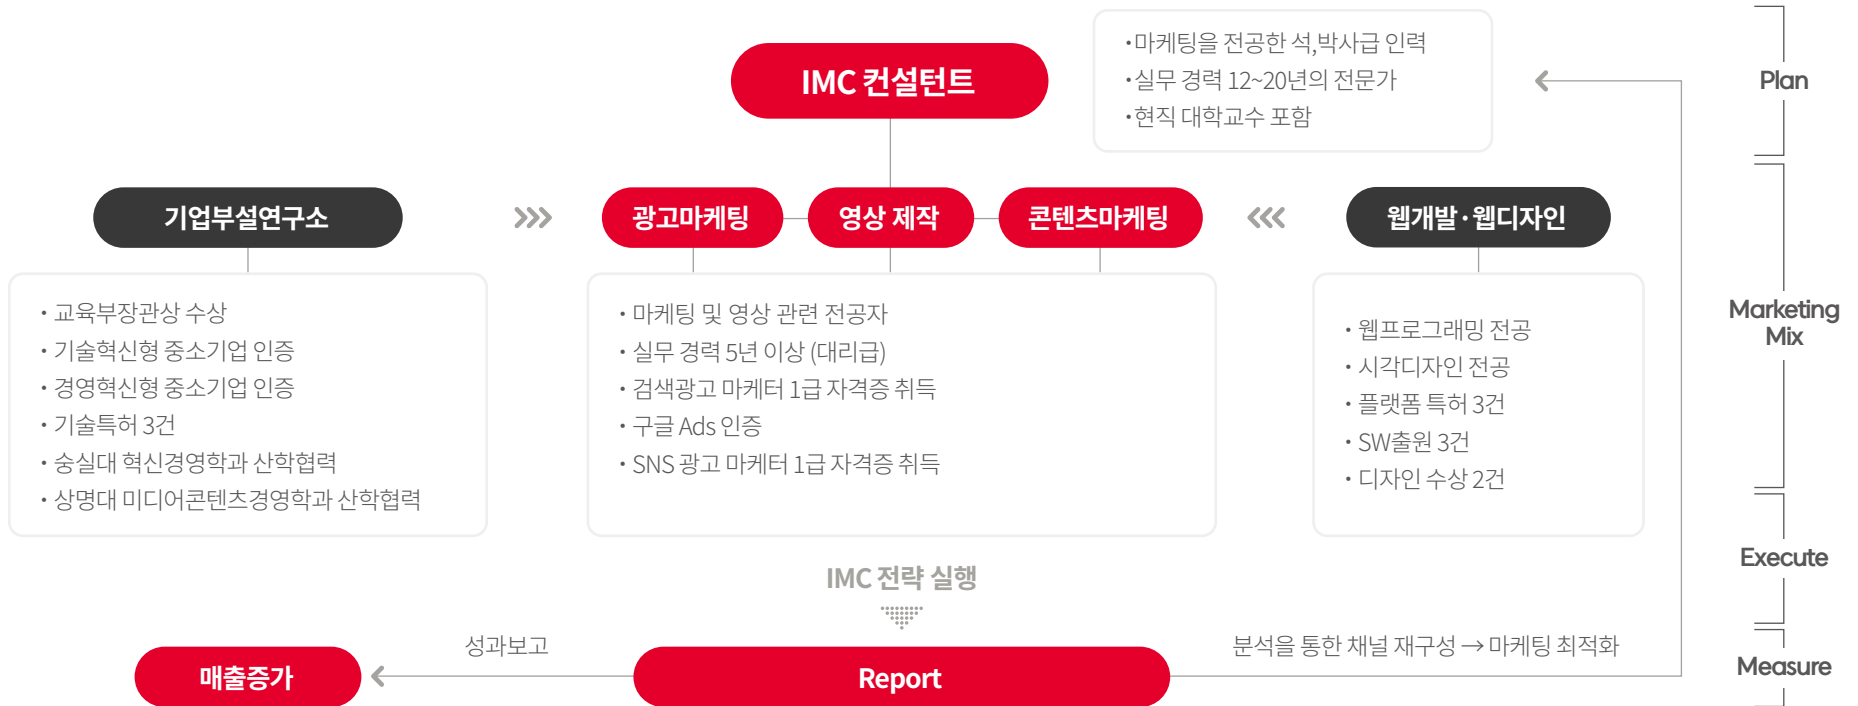 IMC 컨설턴트
·마케팅을 전공한 석,박사급 인력
·실무 경력 12~20년의 전문가
·현직 대학교수 포함
Plan
기업부설연구소
광고마케팅
영상 제작
콘텐츠마케팅
웹개발·웹디자인
· 교육부장관상 수상
· 기술혁신형 중소기업 인증
· 경영혁신형 중소기업 인증
· 기술특허 3건
· 숭실대 혁신경영학과 산학협력
· 상명대 미디어콘텐츠경영학과 산학협력
· 마케팅 및 영상 관련 전공자
· 실무 경력 5년 이상 (대리급)
· 검색광고 마케터 1급 자격증 취득
· 구글 Ads 인증
· SNS 광고 마케터 1급 자격증 취득
· 웹프로그래밍 전공
· 시각디자인 전공
· 플랫폼 특허 3건
· SW출원 3건
· 디자인 수상 2건
Marketing
Mix
IMC 전략 실행
Execute
매출증가
성과보고
Report
분석을 통한 채널 재구성 → 마케팅 최적화
Measure